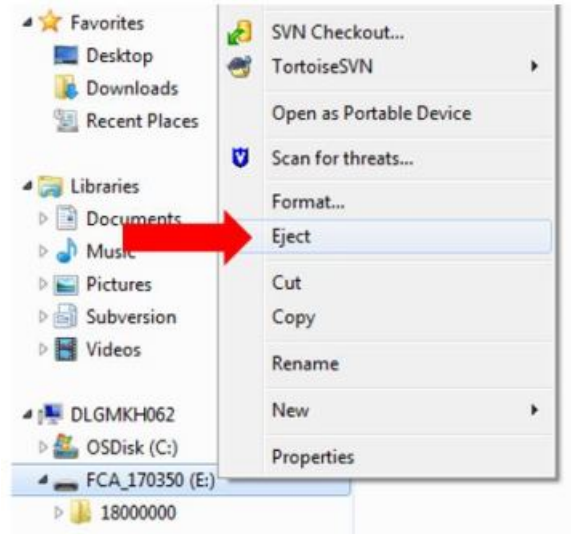 Favorites
Desktop
Downloads
Recent Places
Libraries
Documents
Music
Pictures
Subversion
Videos
DLGMKH062
OSDisk (C:)
FCA_170350 (E:)
18000000
SVN Checkout...
TortoiseSVN
Open as Portable Device
Scan for threats...
Format...
Eject
Cut
Copy
Rename
New
Properties